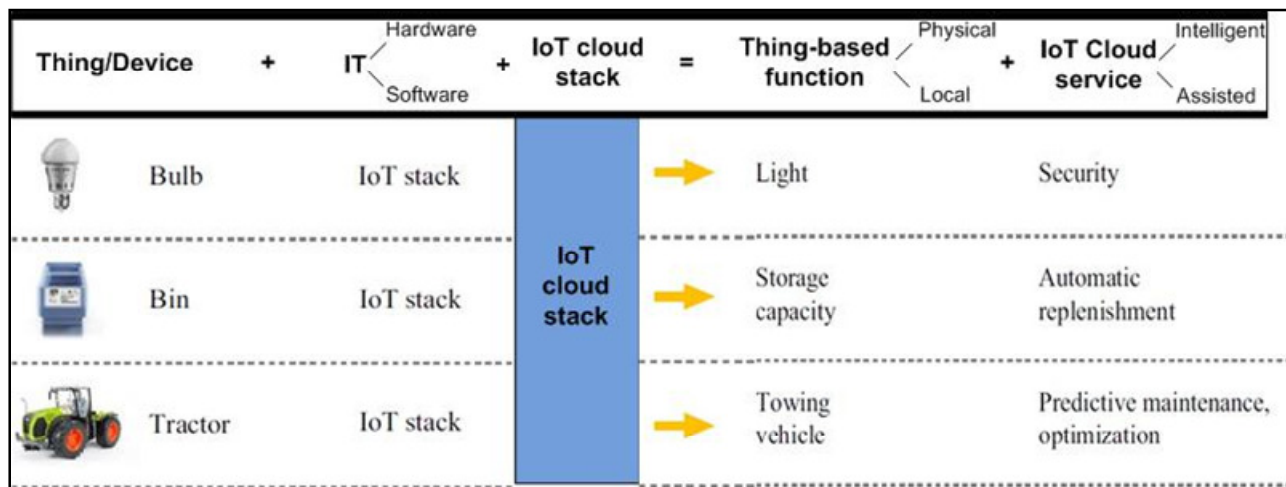 Thing/Device + IT Hardware Software + IoT cloud stack = Thing-based function Physical Local + IoT Cloud service Intelligent Assisted
Bulb IoT stack Light Security
IoT cloud stack
Bin IoT stack Storage capacity Automatic replenishment
Tractor IoT stack Towing vehicle Predictive maintenance, optimization